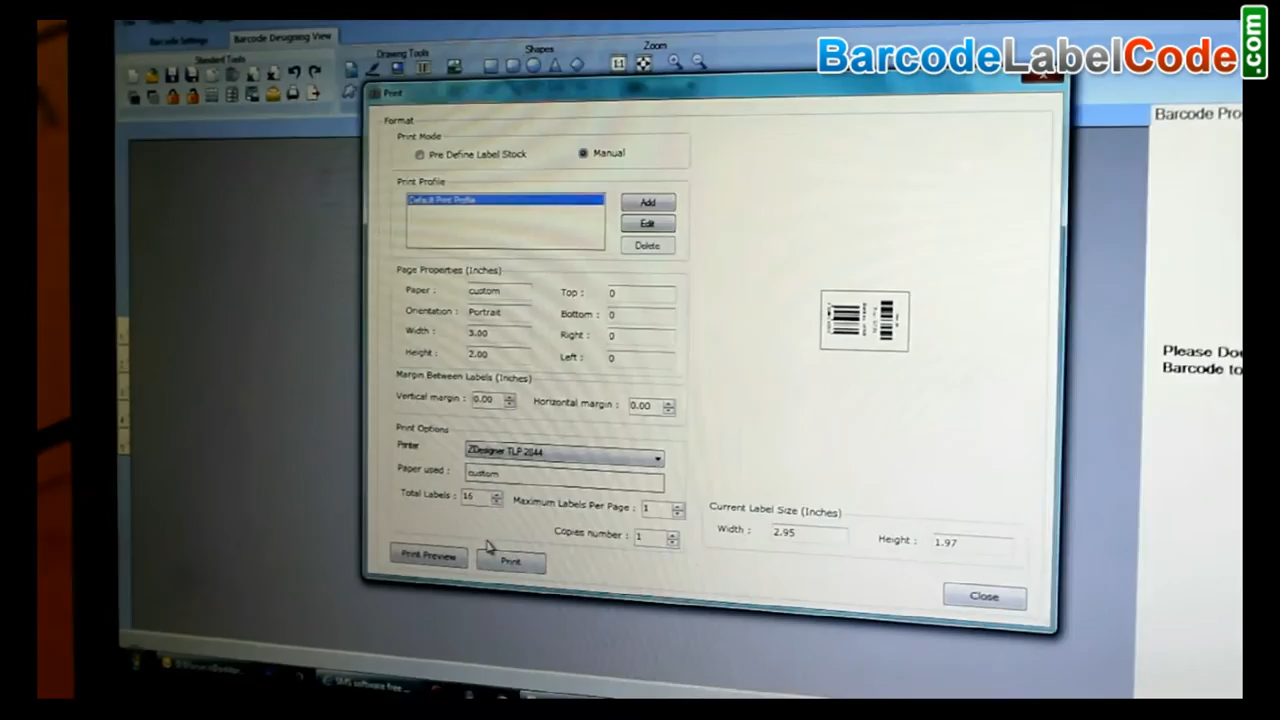 BarcodeLabelCode.com
Barcode Settings
Barcode Designing View
Standard Tools
Drawing Tools
Shapes
Zoom
1:1
Print
Format
Print Mode
Pre Define Label Stock
Manual
Print Profile
Default Print Profile
Add
Edit
Delete
Page Properties (Inches)
Paper : custom
Top : 0
Orientation : Portrait
Bottom : 0
Width : 3.00
Right : 0
Height : 2.00
Left : 0
Margin Between Labels (Inches)
Vertical margin : 0.00
Horizontal margin : 0.00
Print Options
Printer
ZDesigner TLP 2844
Paper used : custom
Total Labels : 16
Maximum Labels Per Page : 1
Copies number : 1
Print Preview
Print
Current Label Size (Inches)
Width : 2.95
Height : 1.97
Close
Barcode Pro
Please Do
Barcode to
SMS software free ...